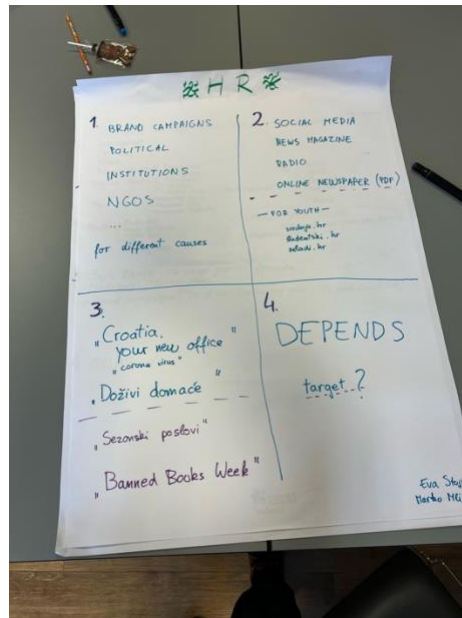 HR
1. BRAND CAMPAIGNS
POLITICAL
INSTITUTIONS
NGOS
...
for different causes
2. SOCIAL MEDIA
NEWS MAGAZINE
RADIO
ONLINE NEWSPAPER (PDF)
— FOR YOUTH —
srednja.hr
studentski.hr
mladi.hr
3.
„Croatia,
your new office"
"corona virus"
„Doživi domaće"
„Sezonski poslovi"
„Banned Books Week"
4.
DEPENDS
target?
Eva
Marko